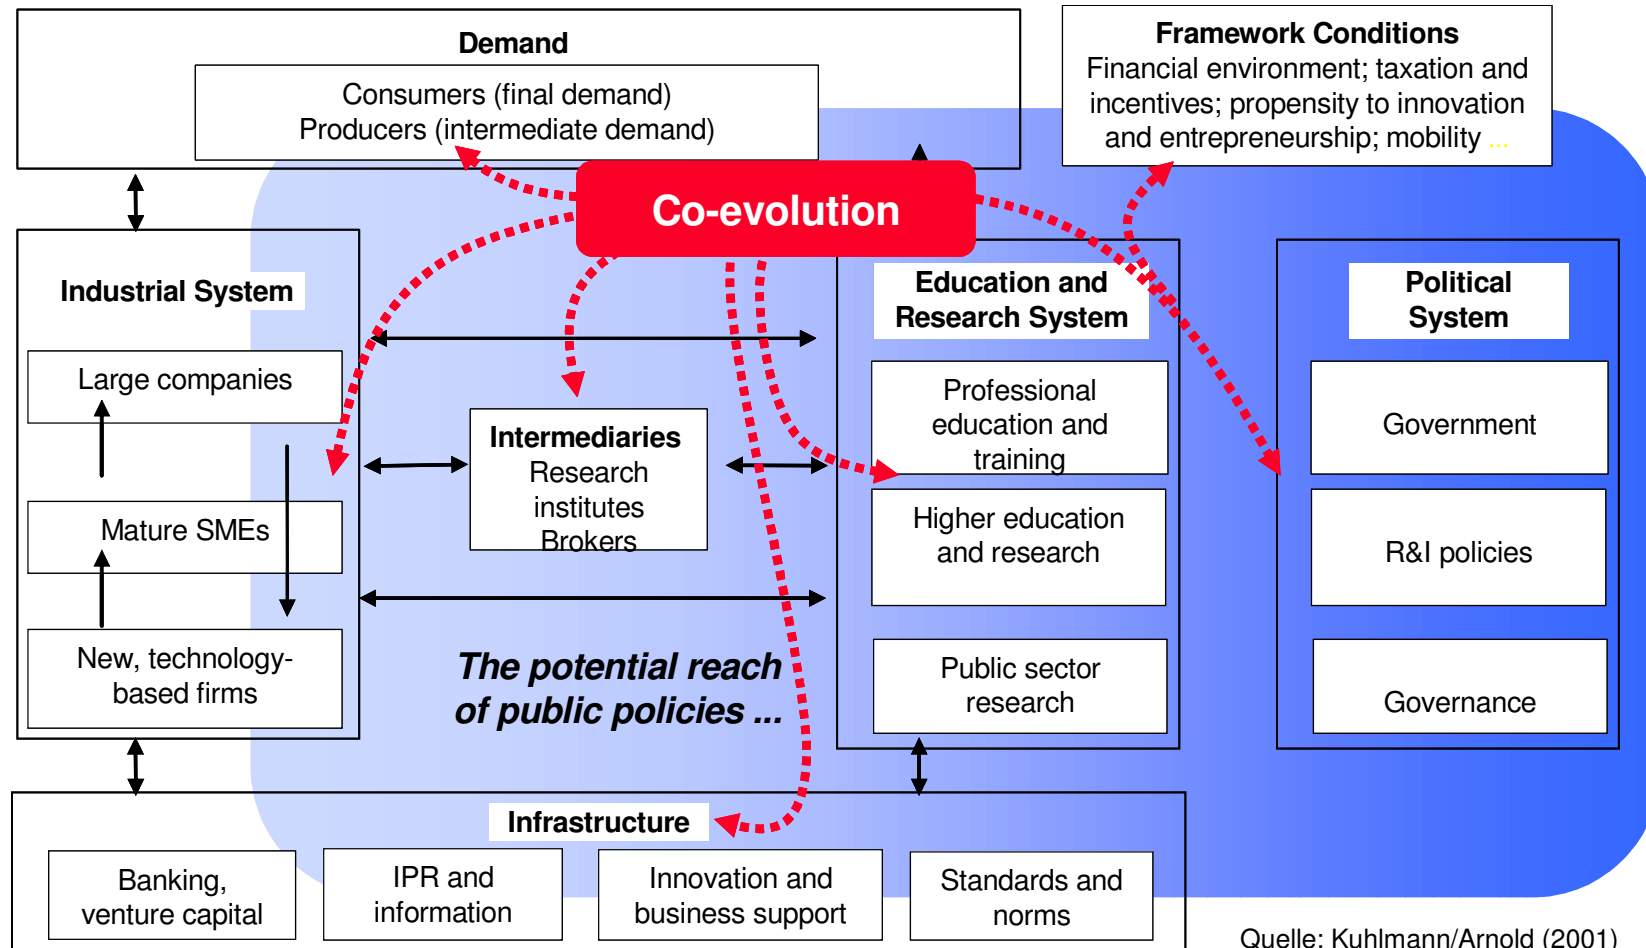 Demand
Consumers (final demand)
Producers (intermediate demand)
Framework Conditions
Financial environment; taxation and
incentives; propensity to innovation
and entrepreneurship; mobility ...
Co-evolution
Industrial System
Large companies
Mature SMEs
New, technology-
based firms
Intermediaries
Research
institutes
Brokers
The potential reach
of public policies ...
Education and
Research System
Professional
education and
training
Higher education
and research
Public sector
research
Political
System
Government
R&I policies
Governance
Infrastructure
Banking,
venture capital
IPR and
information
Innovation and
business support
Standards and
norms
Quelle: Kuhlmann/Arnold (2001)